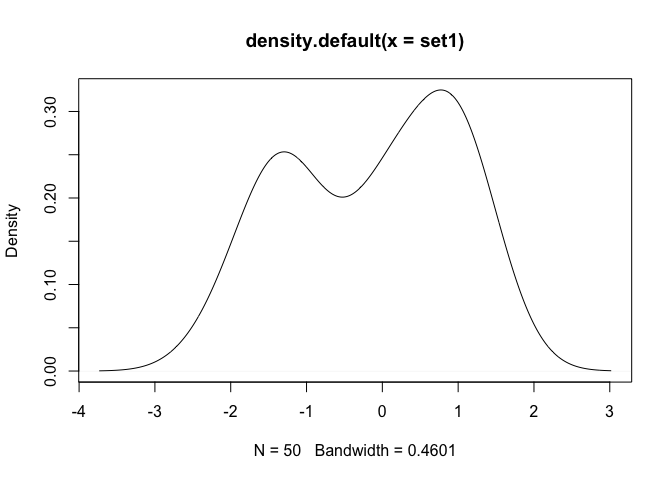 density.default(x = set1)
Density
0.30
0.20
0.10
0.00
-4 -3 -2 -1 0 1 2 3
N = 50 Bandwidth = 0.4601